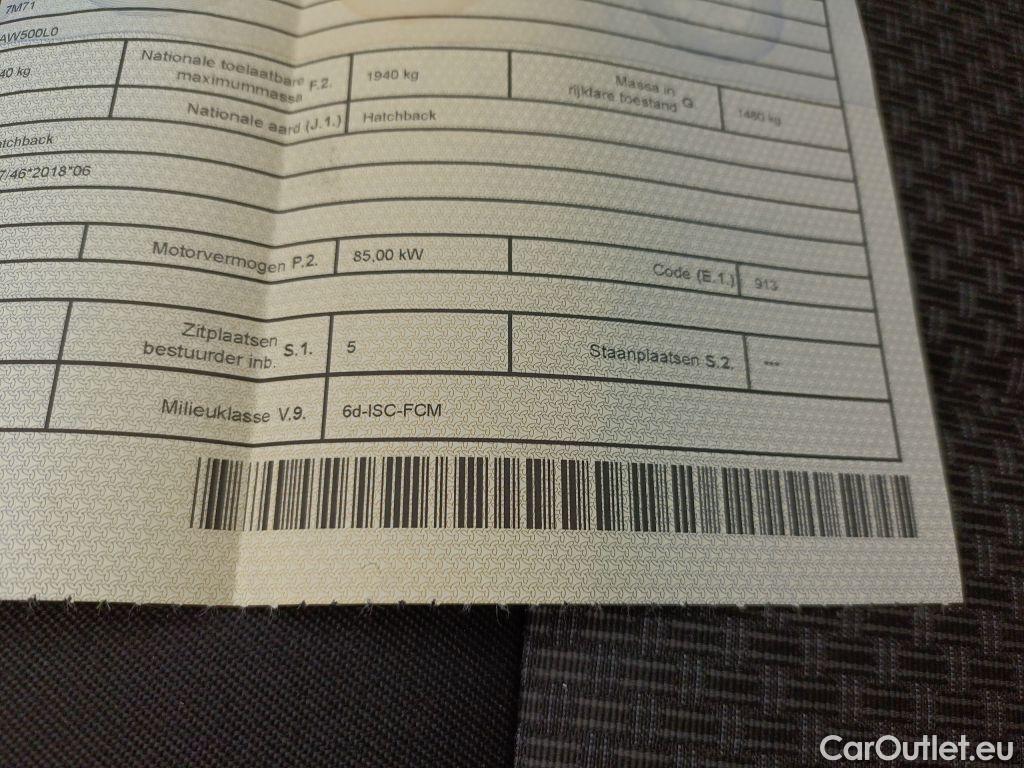 7M71
AW500L0
40 kg
Nationale toelaatbare
maximummassa F.2.
1940 kg
Massa in
rijklare toestand G.
1480 kg
Nationale aard (J.1.)
Hatchback
tchback
7/46*2018*06
Motorvermogen P.2.
85,00 kW
Code (E.1.)
913
Zitplaatsen
bestuurder inb. S.1.
5
Staanplaatsen S.2.
---
Milieuklasse V.9.
6d-ISC-FCM
CarOutlet.eu